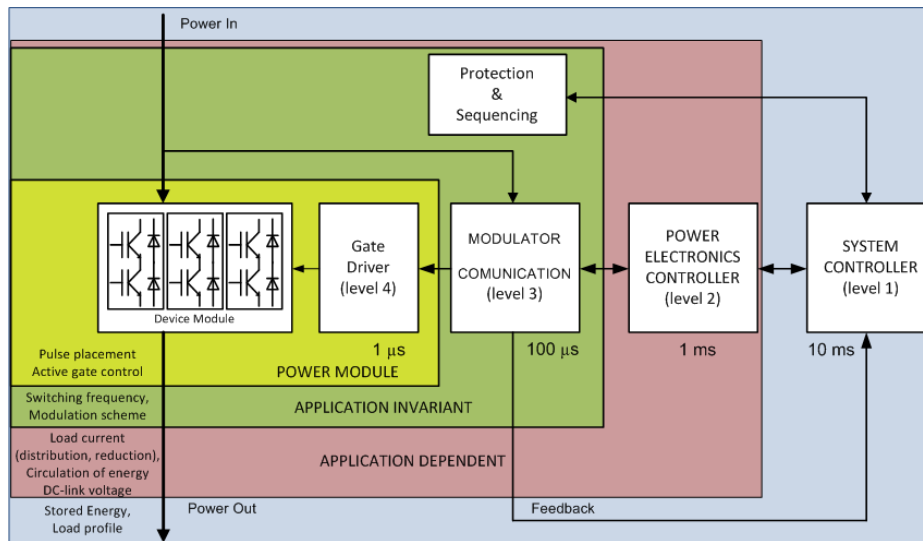 Power In
Protection
&
Sequencing
Gate
Driver
(level 4)
MODULATOR
COMUNICATION
(level 3)
POWER
ELECTRONICS
CONTROLLER
(level 2)
SYSTEM
CONTROLLER
(level 1)
Device Module
1 µs
100 µs
1 ms
10 ms
Pulse placement
Active gate control
POWER MODULE
Switching frequency,
Modulation scheme
APPLICATION INVARIANT
Load current
(distribution, reduction),
Circulation of energy
DC-link voltage
APPLICATION DEPENDENT
Stored Energy,
Load profile
Power Out
Feedback